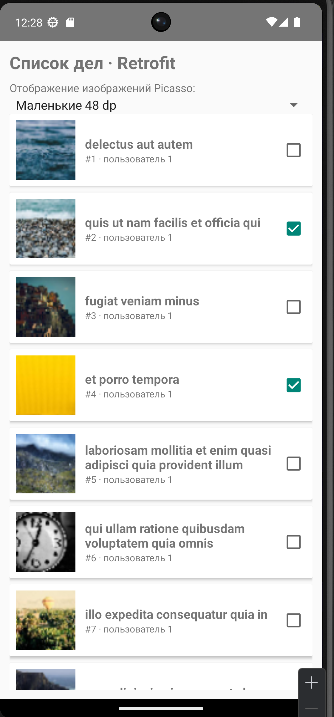 12:28
Список дел · Retrofit
Отображение изображений Picasso:
Маленькие 48 dp
delectus aut autem
#1 · пользователь 1
quis ut nam facilis et officia qui
#2 · пользователь 1
fugiat veniam minus
#3 · пользователь 1
et porro tempora
#4 · пользователь 1
laboriosam mollitia et enim quasi
adipisci quia provident illum
#5 · пользователь 1
qui ullam ratione quibusdam
voluptatem quia omnis
#6 · пользователь 1
illo expedita consequatur quia in
#7 · пользователь 1